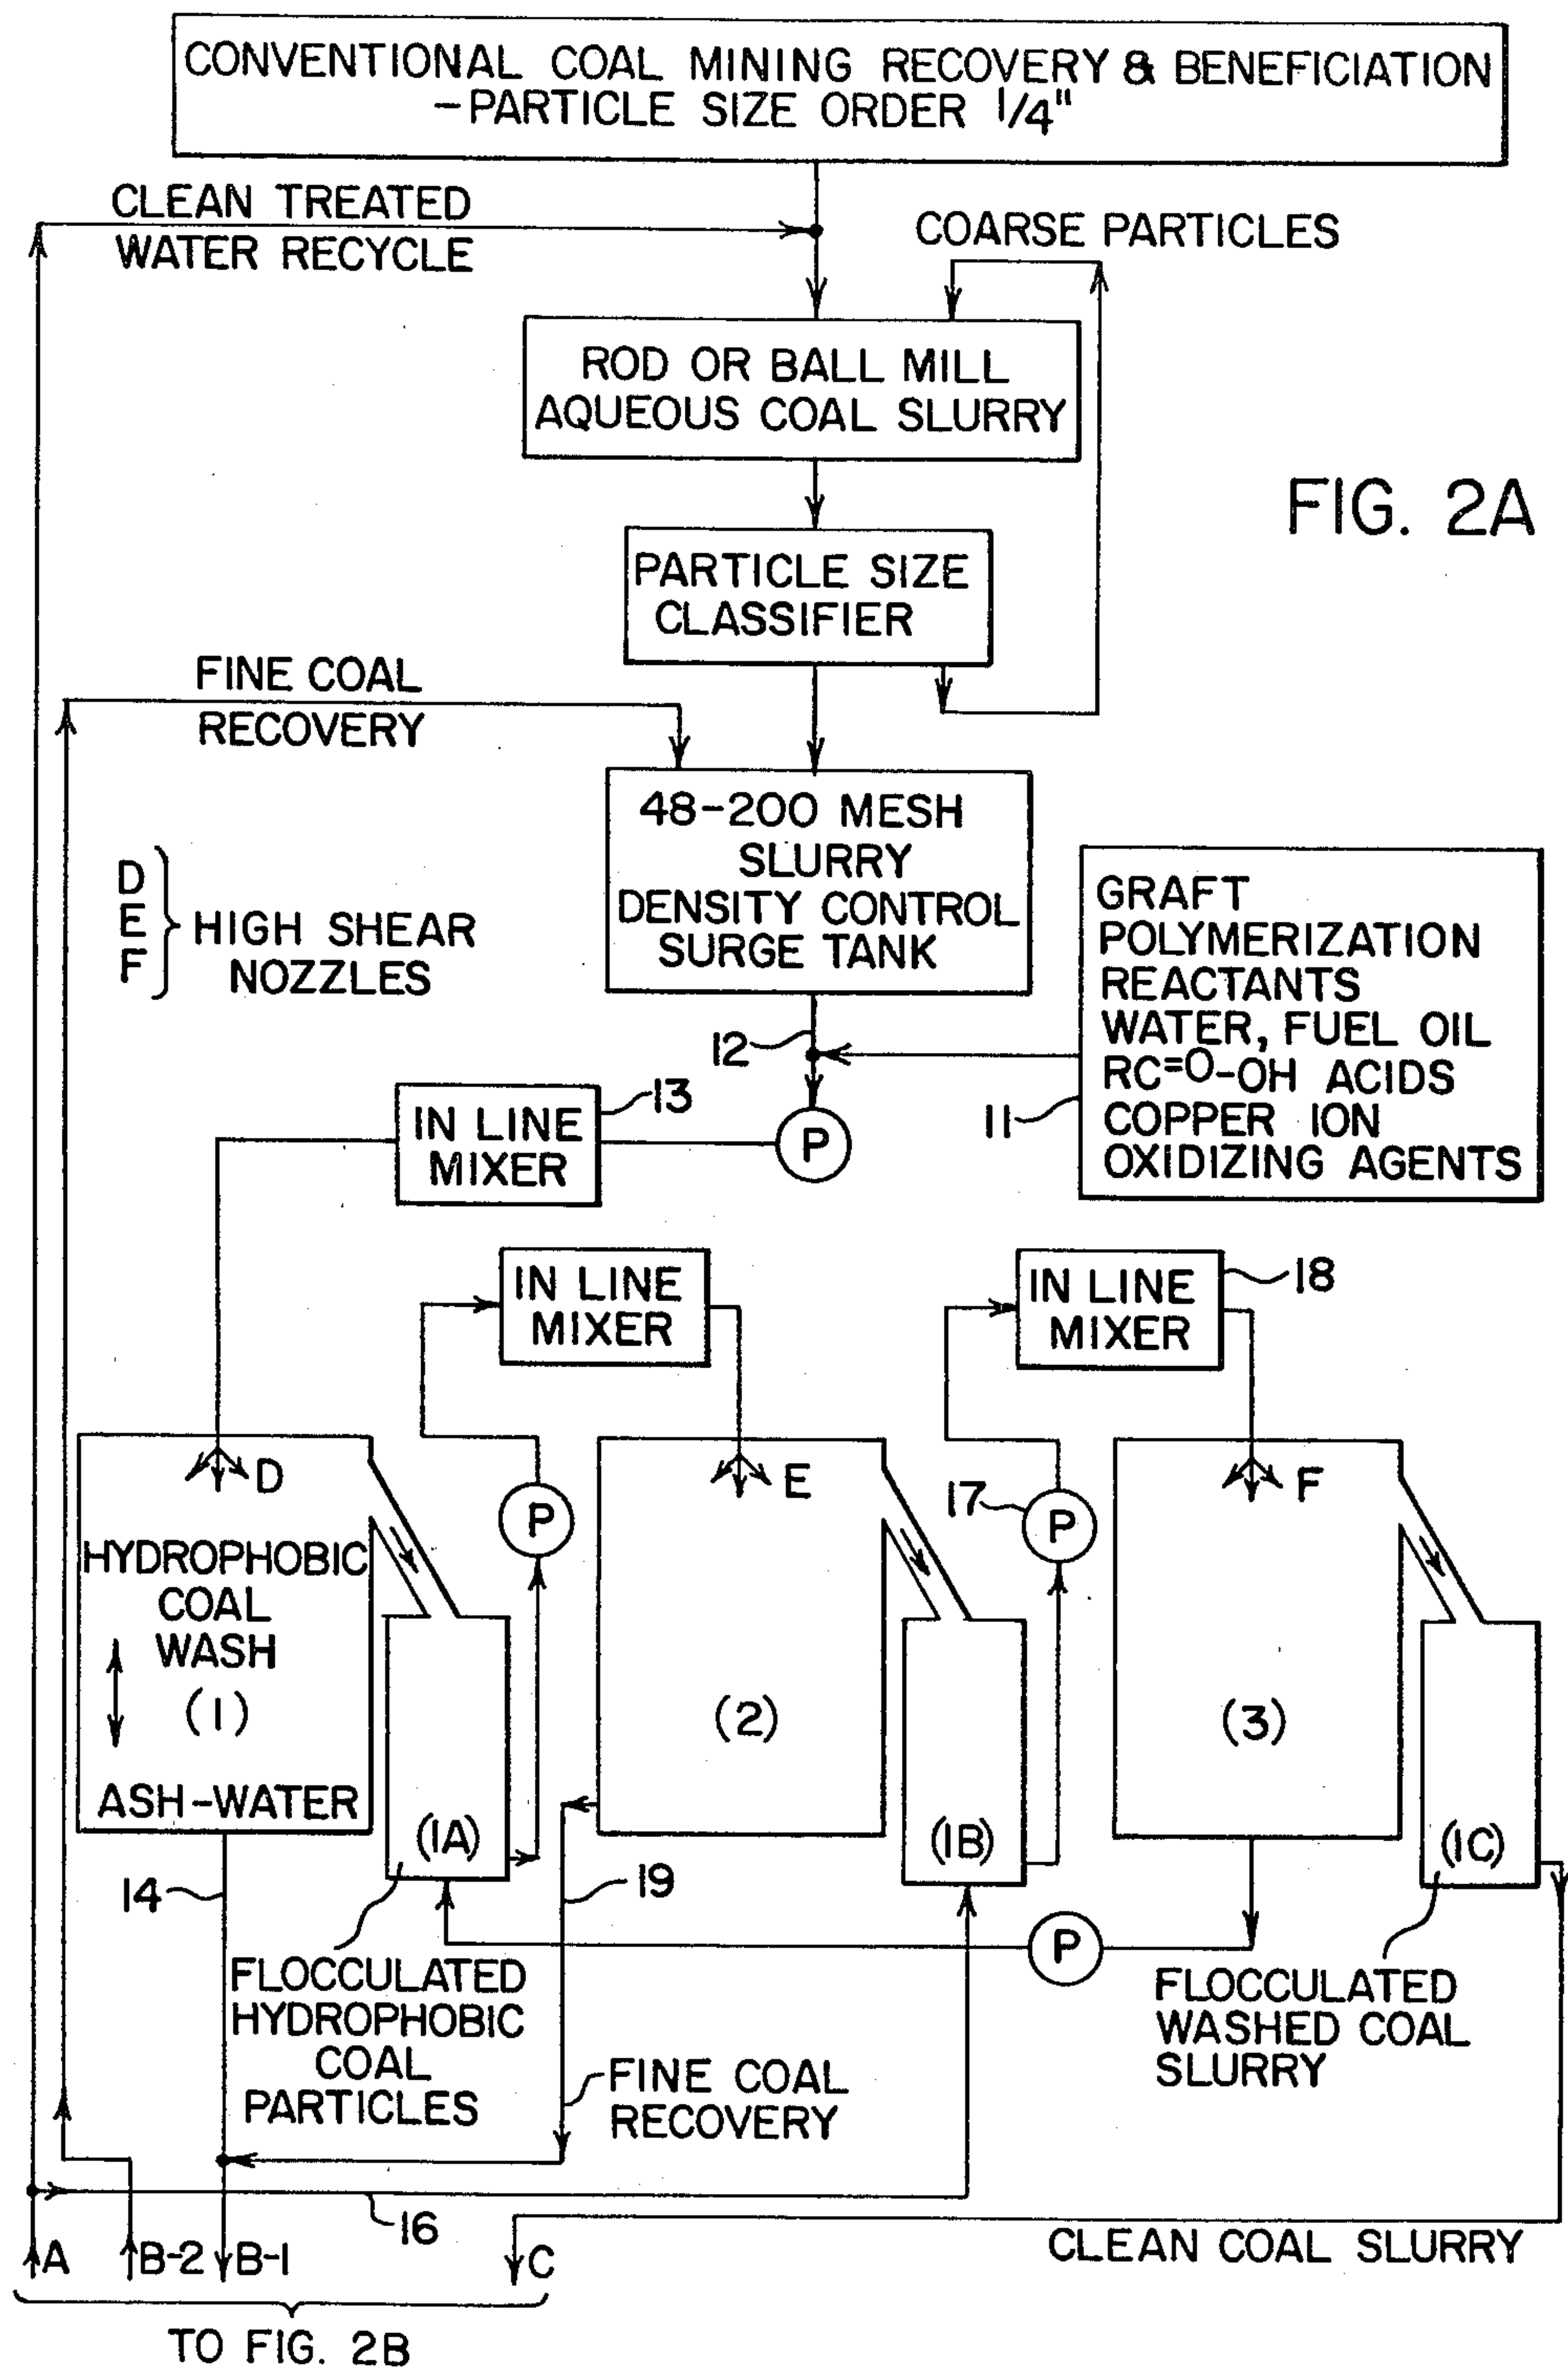 CONVENTIONAL COAL MINING RECOVERY & BENEFICIATION
-PARTICLE SIZE ORDER 1/4"
CLEAN TREATED
WATER RECYCLE
COARSE PARTICLES
ROD OR BALL MILL
AQUEOUS COAL SLURRY
FIG. 2A
PARTICLE SIZE
CLASSIFIER
FINE COAL
RECOVERY
48-200 MESH
SLURRY
DENSITY CONTROL
SURGE TANK
D
E
F
HIGH SHEAR
NOZZLES
GRAFT
POLYMERIZATION
REACTANTS
WATER, FUEL OIL
RC=O-OH ACIDS
COPPER ION
OXIDIZING AGENTS
11
12
P
13
IN LINE
MIXER
IN LINE
MIXER
IN LINE
MIXER
18
D
HYDROPHOBIC
COAL
WASH
(1)
ASH-WATER
P
E
(2)
17
P
F
(3)
(1A)
(1B)
(1C)
14
19
P
FLOCCULATED
HYDROPHOBIC
COAL
PARTICLES
FINE COAL
RECOVERY
FLOCCULATED
WASHED COAL
SLURRY
16
A
B-2
B-1
C
CLEAN COAL SLURRY
TO FIG. 2B